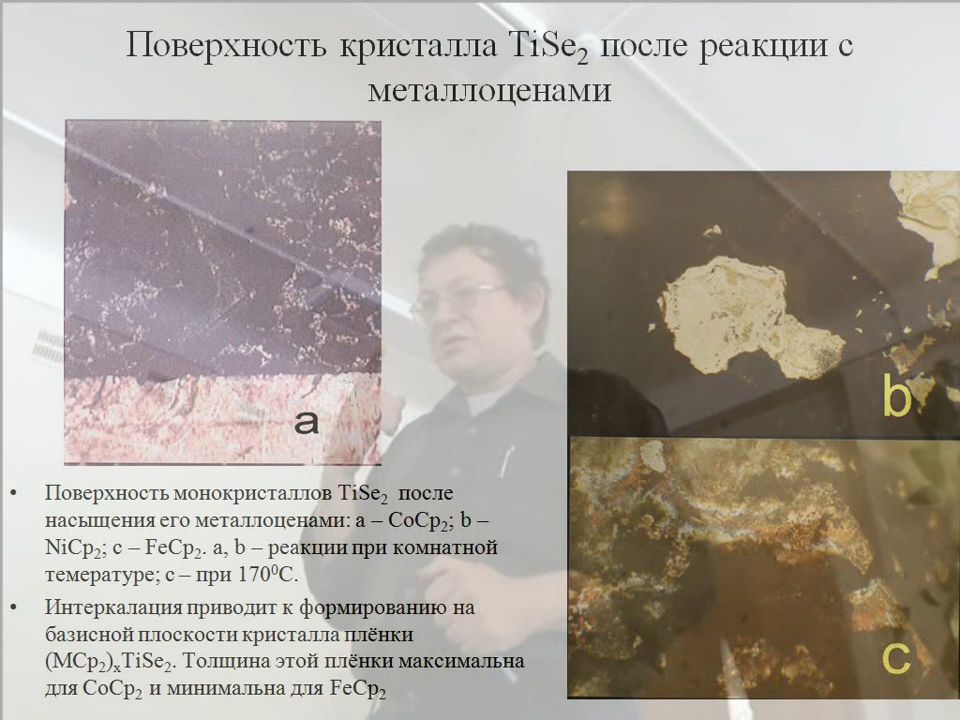 Поверхность кристалла TiSe₂ после реакции с
металлоценами
a
b
c
• Поверхность монокристаллов TiSe₂ после
насыщения его металлоценами: a – CoCp₂; b –
NiCp₂; c – FeCp₂. a, b – реакции при комнатной
темературе; c – при 170⁰C.
• Интеркалация приводит к формированию на
базисной плоскости кристалла плёнки
(MCp₂)ₓTiSe₂. Толщина этой плёнки максимальна
для CoCp₂ и минимальна для FeCp₂